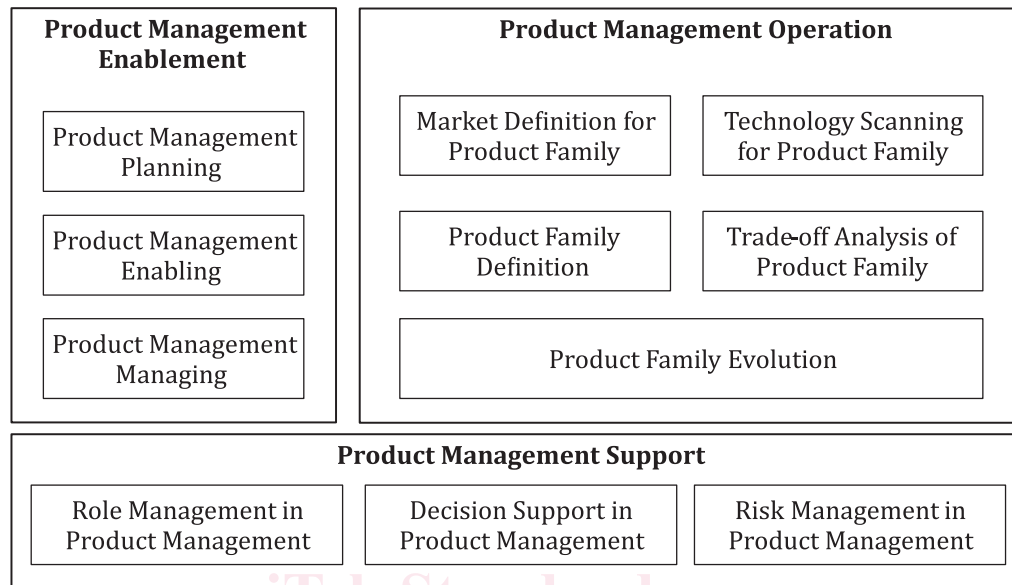 Product Management
Enablement
Product Management
Planning
Product Management
Enabling
Product Management
Managing
Product Management Operation
Market Definition for
Product Family
Technology Scanning
for Product Family
Product Family
Definition
Trade-off Analysis of
Product Family
Product Family Evolution
Product Management Support
Role Management in
Product Management
Decision Support in
Product Management
Risk Management in
Product Management